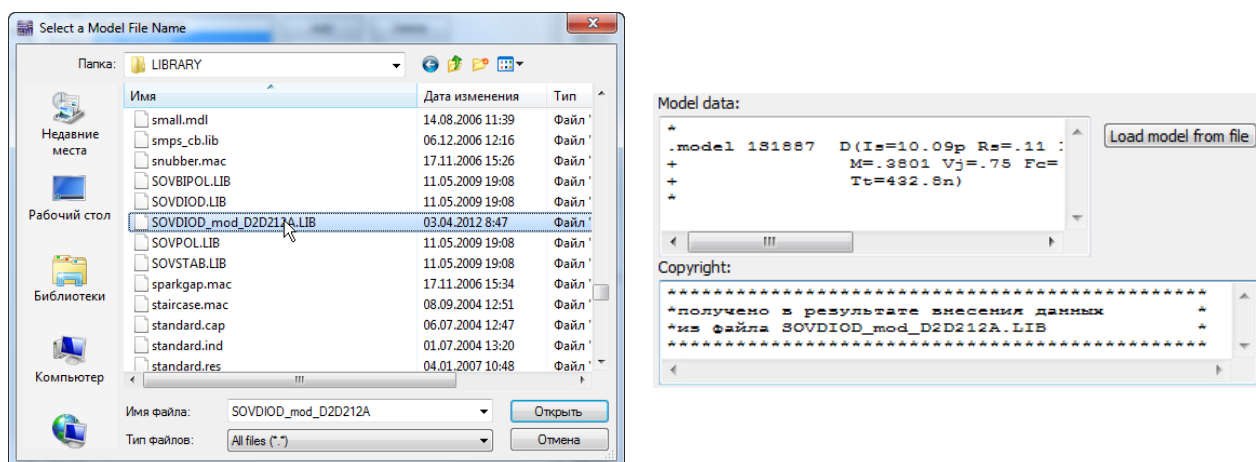 Select a Model File Name
Папка: LIBRARY
Имя Дата изменения Тип
small.mdl 14.08.2006 11:39 Файл "
smps_cb.lib 06.12.2006 12:16 Файл "
snubber.mac 17.11.2006 15:26 Файл "
SOVBIPOL.LIB 11.05.2009 19:08 Файл "
SOVDIOD.LIB 11.05.2009 19:08 Файл "
SOVDIOD_mod_D2D212A.LIB 03.04.2012 8:47 Файл "
SOVPOL.LIB 11.05.2009 19:08 Файл "
SOVSTAB.LIB 11.05.2009 19:08 Файл "
sparkgap.mac 17.11.2006 15:34 Файл "
staircase.mac 08.09.2004 12:51 Файл "
standard.cap 06.07.2004 12:47 Файл "
standard.ind 01.07.2004 13:20 Файл "
standard.res 04.01.2007 10:48 Файл "
Недавние
места
Рабочий стол
Библиотеки
Компьютер
Имя файла: SOVDIOD_mod_D2D212A Открыть
Тип файлов: All files (*.*) Отмена
Model data:
*
.model 1S1887 D(Is=10.09p Rs=.11
+ M=.3801 Vj=.75 Fc=
+ Tt=432.8n)
*
Load model from file
Copyright:
***********************************************
*получено в результате внесения данных *
*из файла SOVDIOD_mod_D2D212A.LIB *
***********************************************